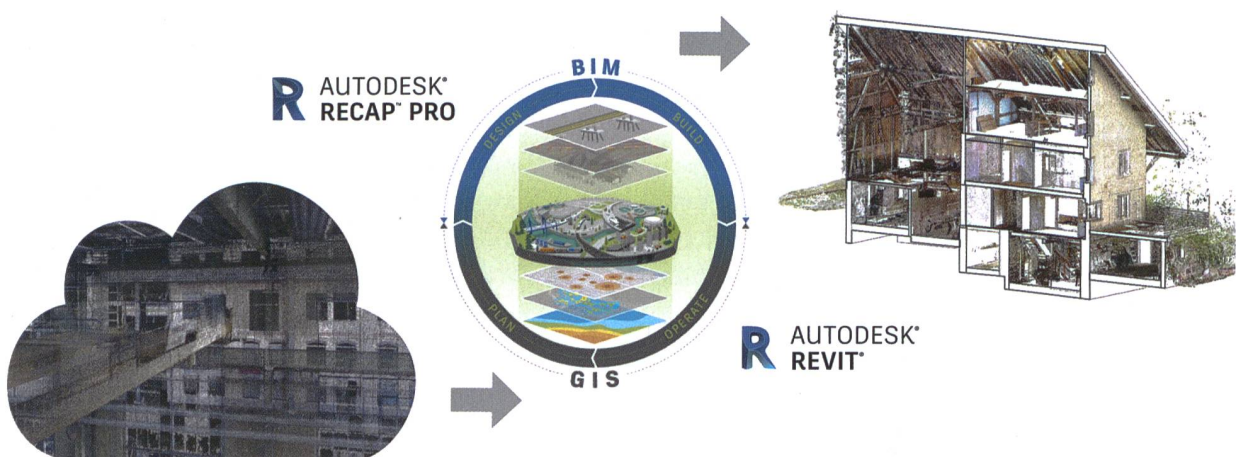 AUTODESK®
RECAP™ PRO
BIM
DESIGN
BUILD
PLAN
OPERATE
GIS
AUTODESK®
REVIT®